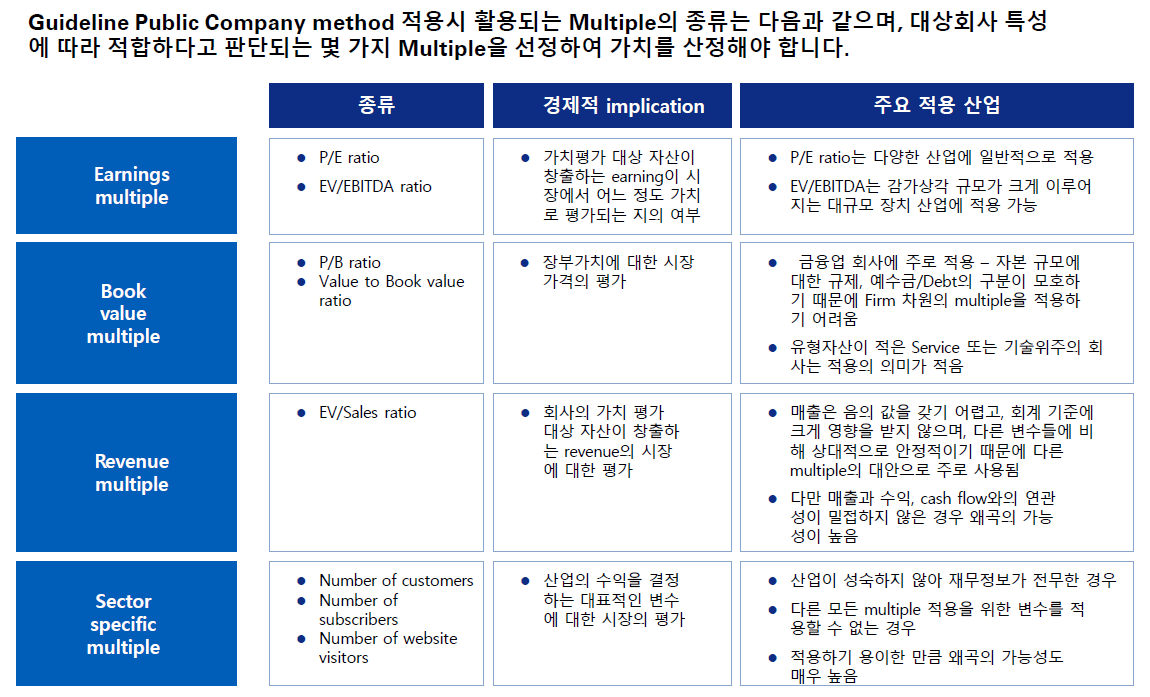 Guideline Public Company method 적용시 활용되는 Multiple의 종류는 다음과 같으며, 대상회사 특성
에 따라 적합하다고 판단되는 몇 가지 Multiple을 선정하여 가치를 산정해야 합니다.
종류
경제적 implication
주요 적용 산업
Earnings
multiple
● P/E ratio
● EV/EBITDA ratio
● 가치평가 대상 자산이
창출하는 earning이 시
장에서 어느 정도 가치
로 평가되는 지의 여부
● P/E ratio는 다양한 산업에 일반적으로 적용
● EV/EBITDA는 감가상각 규모가 크게 이루어
지는 대규모 장치 산업에 적용 가능
Book
value
multiple
● P/B ratio
● Value to Book value
ratio
● 장부가치에 대한 시장
가격의 평가
● 금융업 회사에 주로 적용 – 자본 규모에
대한 규제, 예수금/Debt의 구분이 모호하
기 때문에 Firm 차원의 multiple을 적용하
기 어려움
● 유형자산이 적은 Service 또는 기술위주의 회
사는 적용의 의미가 적음
Revenue
multiple
● EV/Sales ratio
● 회사의 가치 평가
대상 자산이 창출하
는 revenue의 시장
에 대한 평가
● 매출은 음의 값을 갖기 어렵고, 회계 기준에
크게 영향을 받지 않으며, 다른 변수들에 비
해 상대적으로 안정적이기 때문에 다른
multiple의 대안으로 주로 사용됨
● 다만 매출과 수익, cash flow와의 연관
성이 밀접하지 않은 경우 왜곡의 가능
성이 높음
Sector
specific
multiple
● Number of customers
● Number of
subscribers
● Number of website
visitors
● 산업의 수익을 결정
하는 대표적인 변수
에 대한 시장의 평가
● 산업이 성숙하지 않아 재무정보가 전무한 경우
● 다른 모든 multiple 적용을 위한 변수를 적
용할 수 없는 경우
● 적용하기 용이한 만큼 왜곡의 가능성도
매우 높음